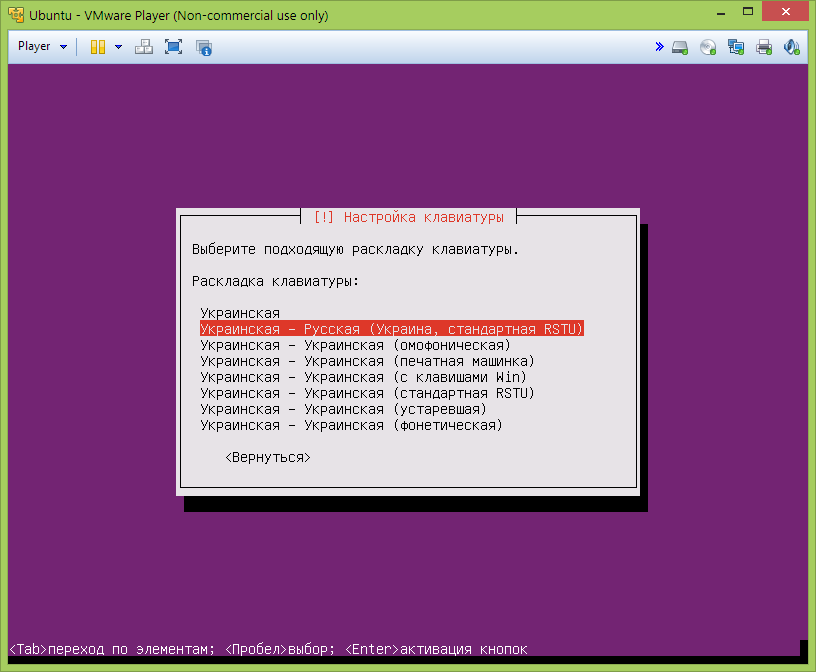 Ubuntu - VMware Player (Non-commercial use only)
Player
[!] Настройка клавиатуры
Выберите подходящую раскладку клавиатуры.
Раскладка клавиатуры:
Украинская
Украинская – Русская (Украина, стандартная RSTU)
Украинская – Украинская (омофоническая)
Украинская – Украинская (печатная машинка)
Украинская – Украинская (с клавишами Win)
Украинская – Украинская (стандартная RSTU)
Украинская – Украинская (устаревшая)
Украинская – Украинская (фонетическая)
<Вернуться>
<Tab>переход по элементам; <Пробел>выбор; <Enter>активация кнопок